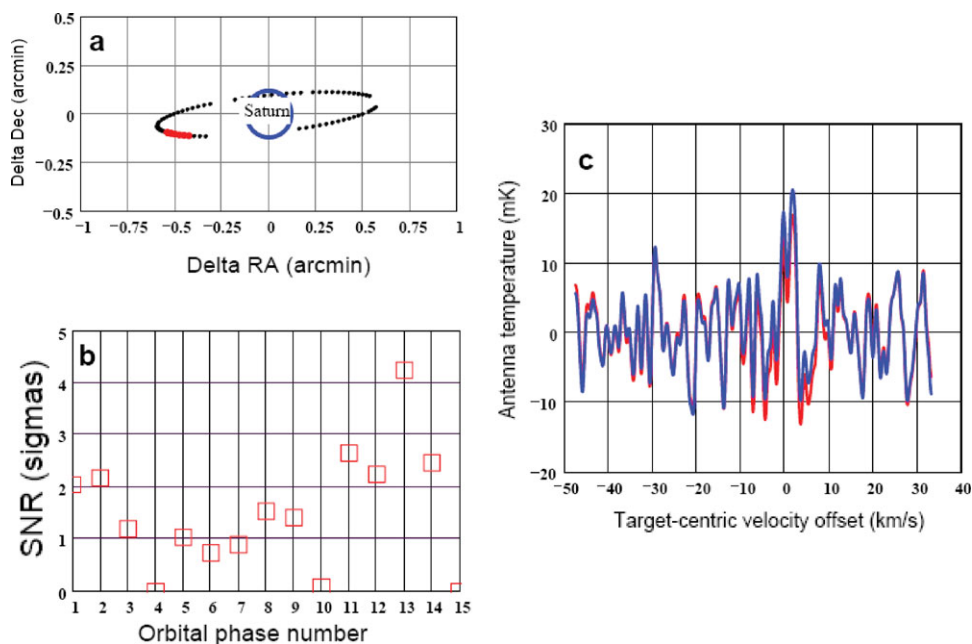 a
0.5
0.25
0
−0.25
−0.5
Delta Dec (arcmin)
Saturn
−1 −0.75 −0.5 −0.25 0 0.25 0.5 0.75 1
Delta RA (arcmin)
b
5
4
3
2
1
0
SNR (sigmas)
1 2 3 4 5 6 7 8 9 10 11 12 13 14 15
Orbital phase number
c
30
20
10
0
−10
−20
Antenna temperature (mK)
−50 −40 −30 −20 −10 0 10 20 30 40
Target-centric velocity offset (km/s)